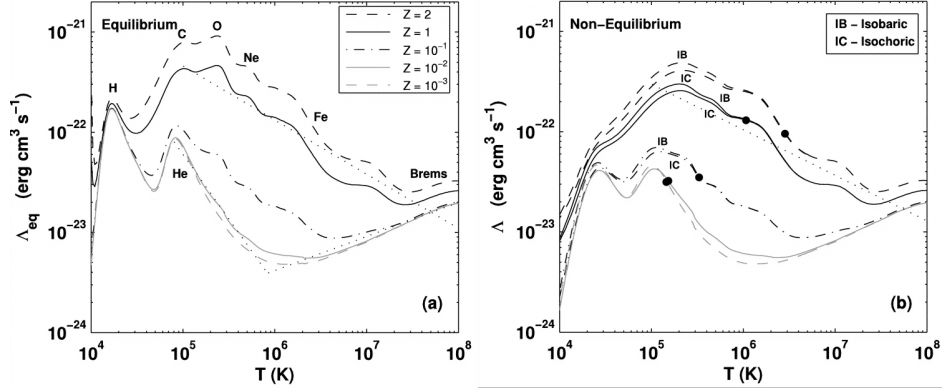 Equilibrium
Z = 2
Z = 1
Z = 10⁻¹
Z = 10⁻²
Z = 10⁻³
H
C
O
Ne
Fe
He
Brems
(a)
10⁻²¹
10⁻²²
10⁻²³
10⁻²⁴
Λeq (erg cm³ s⁻¹)
10⁴ 10⁵ 10⁶ 10⁷ 10⁸
T (K)
Non−Equilibrium
IB − Isobaric
IC − Isochoric
IB
IC
IB
IC
IB
IC
(b)
10⁻²¹
10⁻²²
10⁻²³
10⁻²⁴
Λ (erg cm³ s⁻¹)
10⁴ 10⁵ 10⁶ 10⁷ 10⁸
T (K)